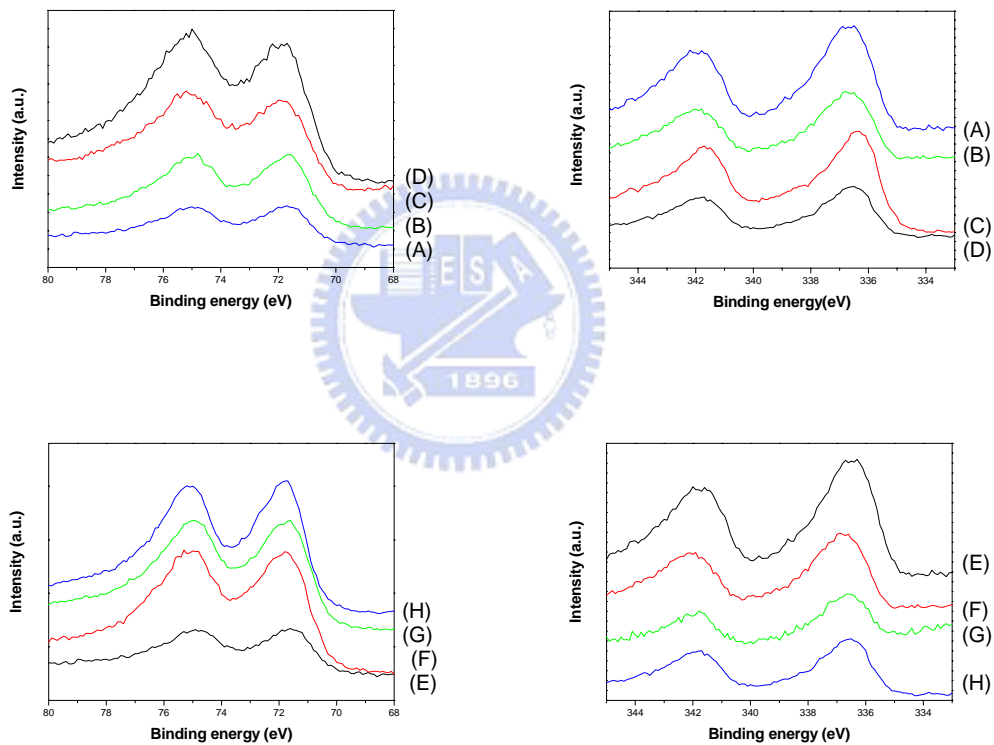 Intensity (a.u.)
80 78 76 74 72 70 68
Binding energy (eV)
(D)
(C)
(B)
(A)
Intensity (a.u.)
344 342 340 338 336 334
Binding energy(eV)
(A)
(B)
(C)
(D)
E S A
1896
Intensity (a.u.)
80 78 76 74 72 70 68
Binding energy (eV)
(H)
(G)
(F)
(E)
Intensity (a.u.)
344 342 340 338 336 334
Binding energy (eV)
(E)
(F)
(G)
(H)